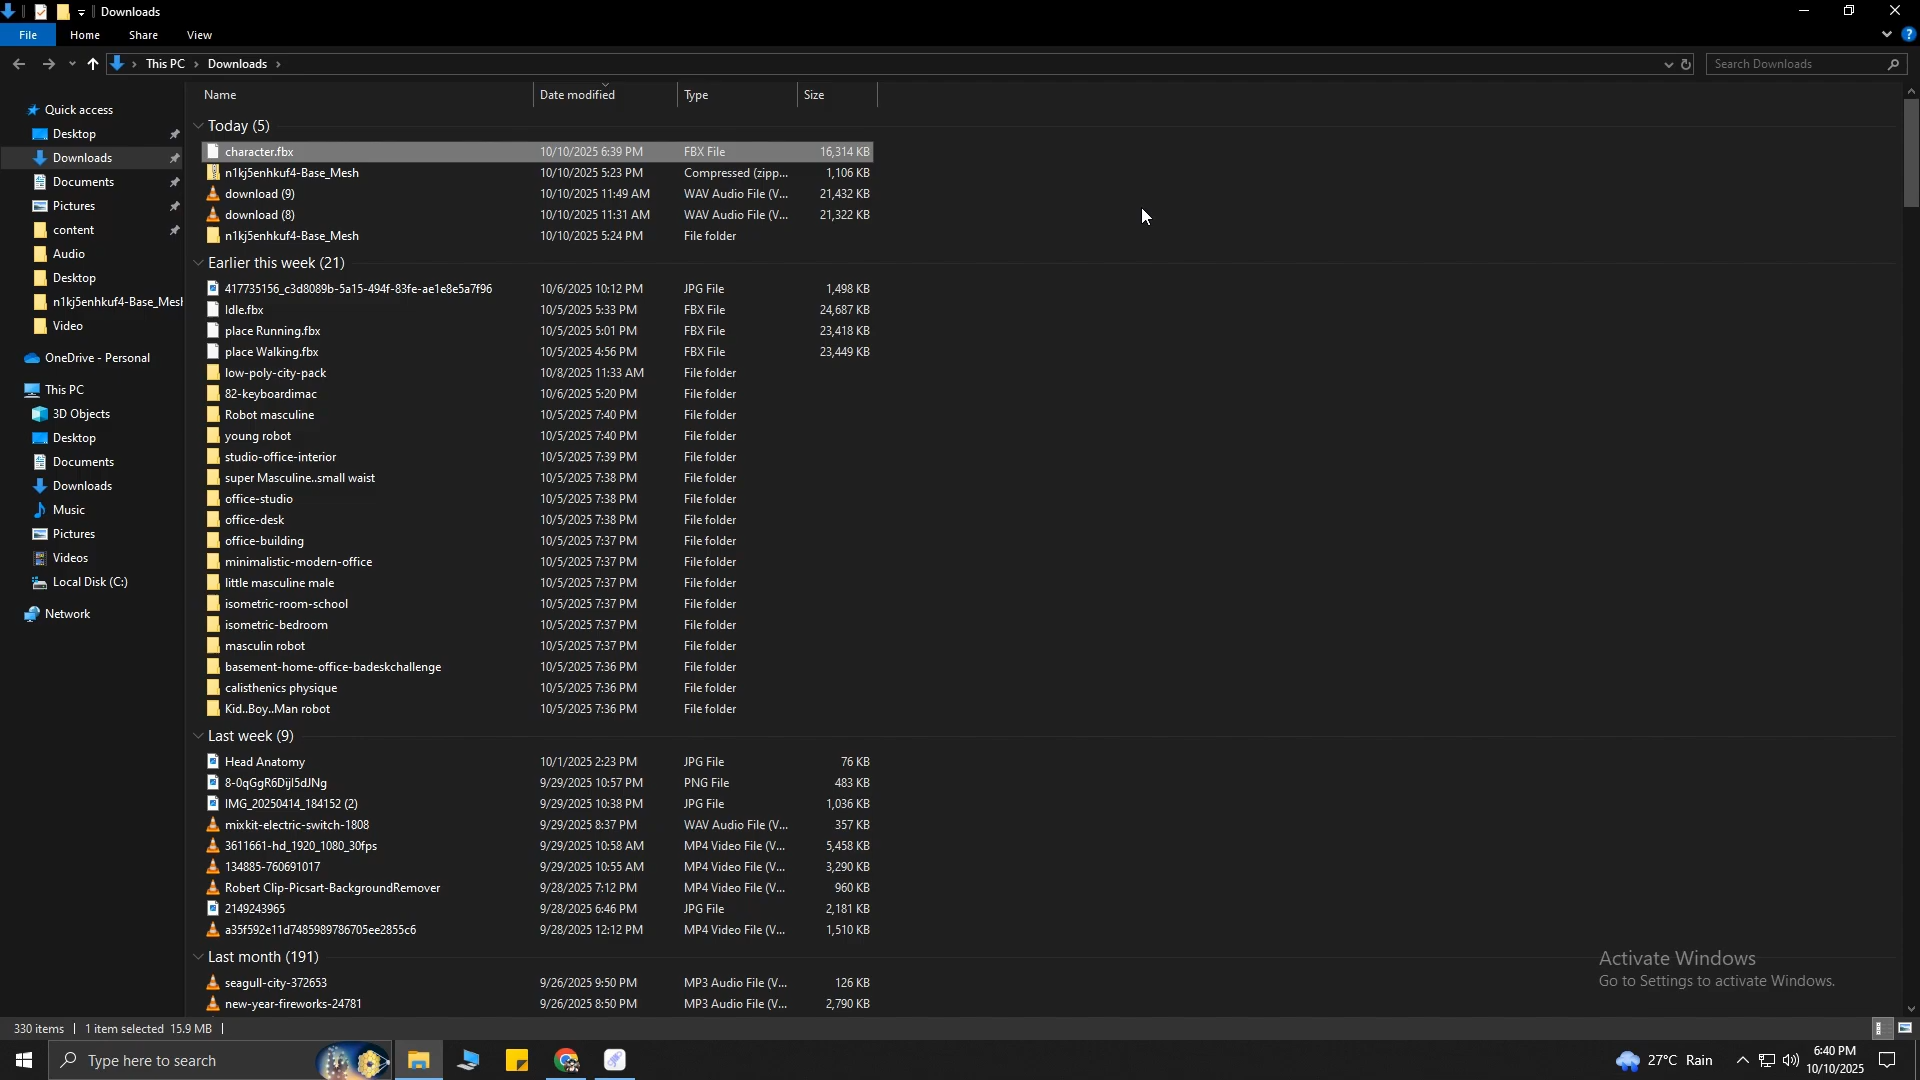 Downloads
File Home Share View
This PC Downloads Search Downloads
Name Date modified Type Size
Quick access
Desktop
Downloads
Documents
Pictures
content
Audio
Desktop
n1kj5enhkuf4-Base_Mesh
Video
OneDrive - Personal
This PC
3D Objects
Desktop
Documents
Downloads
Music
Pictures
Videos
Local Disk (C:)
Network
Today (5)
character.fbx 10/10/2025 6:39 PM FBX File 16,314 KB
n1kj5enhkuf4-Base_Mesh 10/10/2025 5:23 PM Compressed (zipp... 1,106 KB
download (9) 10/10/2025 11:49 AM WAV Audio File (V... 21,432 KB
download (8) 10/10/2025 11:31 AM WAV Audio File (V... 21,322 KB
n1kj5enhkuf4-Base_Mesh 10/10/2025 5:24 PM File folder
Earlier this week (21)
417735156_c3d8089b-5a15-494f-83fe-ae1e8e5a7f96 10/6/2025 10:12 PM JPG File 1,498 KB
Idle.fbx 10/5/2025 5:33 PM FBX File 24,687 KB
place Running.fbx 10/5/2025 5:01 PM FBX File 23,418 KB
place Walking.fbx 10/5/2025 4:56 PM FBX File 23,449 KB
low-poly-city-pack 10/8/2025 11:33 AM File folder
82-keyboardimac 10/6/2025 5:20 PM File folder
Robot masculine 10/5/2025 7:40 PM File folder
young robot 10/5/2025 7:40 PM File folder
studio-office-interior 10/5/2025 7:39 PM File folder
super Masculine..small waist 10/5/2025 7:38 PM File folder
office-studio 10/5/2025 7:38 PM File folder
office-desk 10/5/2025 7:38 PM File folder
office-building 10/5/2025 7:37 PM File folder
minimalistic-modern-office 10/5/2025 7:37 PM File folder
little masculine male 10/5/2025 7:37 PM File folder
isometric-room-school 10/5/2025 7:37 PM File folder
isometric-bedroom 10/5/2025 7:37 PM File folder
masculin robot 10/5/2025 7:37 PM File folder
basement-home-office-badeskchallenge 10/5/2025 7:36 PM File folder
calisthenics physique 10/5/2025 7:36 PM File folder
Kid..Boy..Man robot 10/5/2025 7:36 PM File folder
Last week (9)
Head Anatomy 10/1/2025 2:23 PM JPG File 76 KB
8-0qGgR6Dijl5dJNg 9/29/2025 10:57 PM PNG File 483 KB
IMG_20250414_184152 (2) 9/29/2025 10:38 PM JPG File 1,036 KB
mixkit-electric-switch-1808 9/29/2025 8:37 PM WAV Audio File (V... 357 KB
3611661-hd_1920_1080_30fps 9/29/2025 10:58 AM MP4 Video File (V... 5,458 KB
134885-760691017 9/29/2025 10:55 AM MP4 Video File (V... 3,290 KB
Robert Clip-Picsart-BackgroundRemover 9/28/2025 7:12 PM MP4 Video File (V... 960 KB
2149243965 9/28/2025 6:46 PM JPG File 2,181 KB
a35f592e11d7485989786705ee2855c6 9/28/2025 12:12 PM MP4 Video File (V... 1,510 KB
Last month (191)
seagull-city-372653 9/26/2025 9:50 PM MP3 Audio File (V... 126 KB
new-year-fireworks-24781 9/26/2025 8:50 PM MP3 Audio File (V... 2,790 KB
Activate Windows
Go to Settings to activate Windows.
330 items 1 item selected 15.9 MB
Type here to search
27°C Rain
6:40 PM
10/10/2025